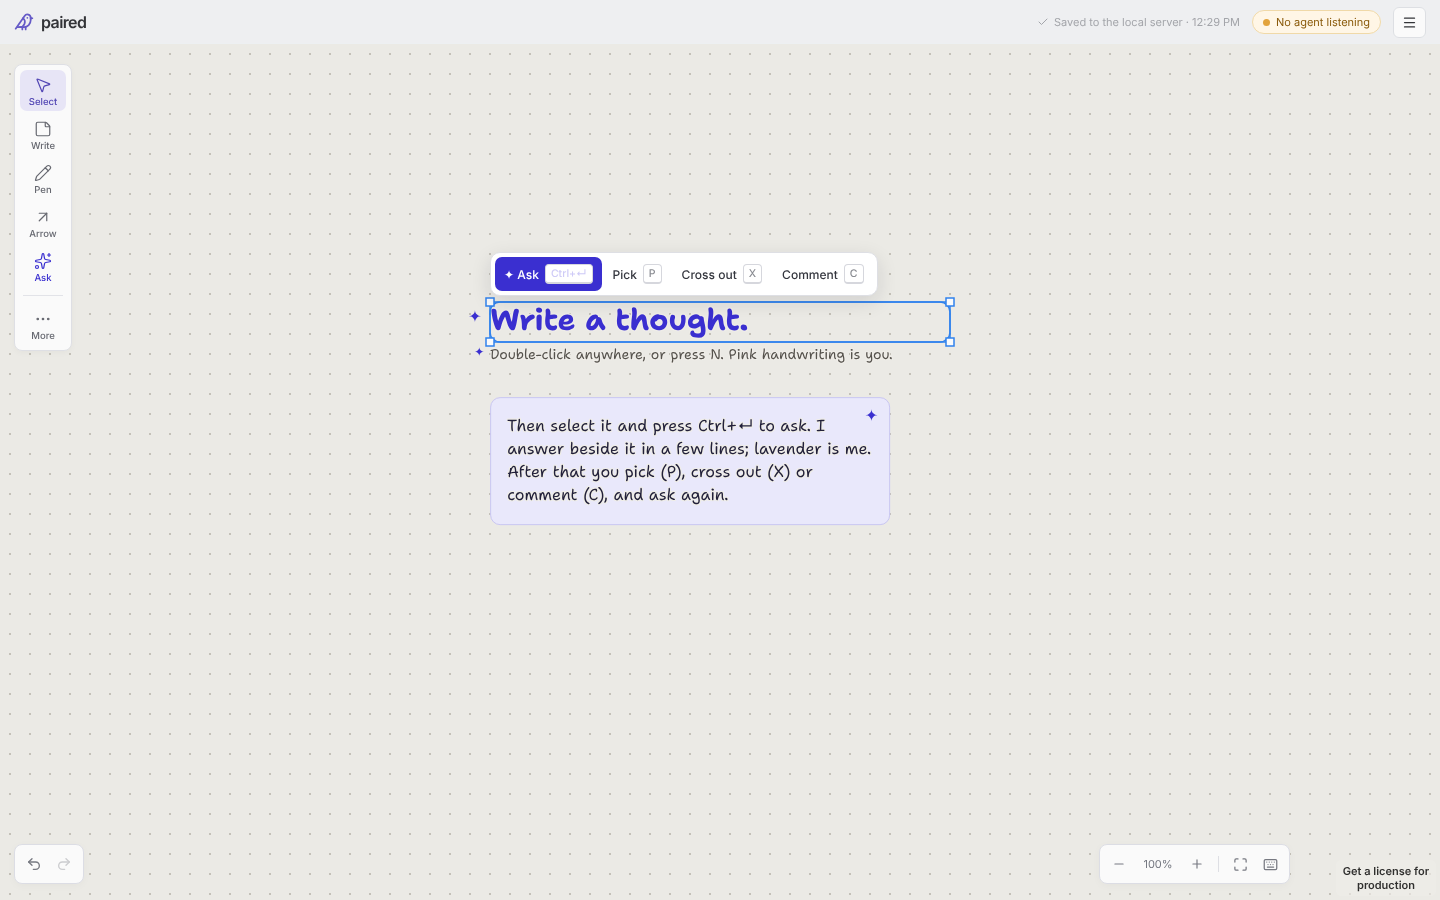 paired
Saved to the local server · 12:29 PM
No agent listening
Select
Write
Pen
Arrow
Ask
More
✦ Ask Ctrl+↵ Pick P Cross out X Comment C
Write a thought.
Double-click anywhere, or press N. Pink handwriting is you.
Then select it and press Ctrl+↵ to ask. I
answer beside it in a few lines; lavender is me.
After that you pick (P), cross out (X) or
comment (C), and ask again.
100%
Get a license for
production